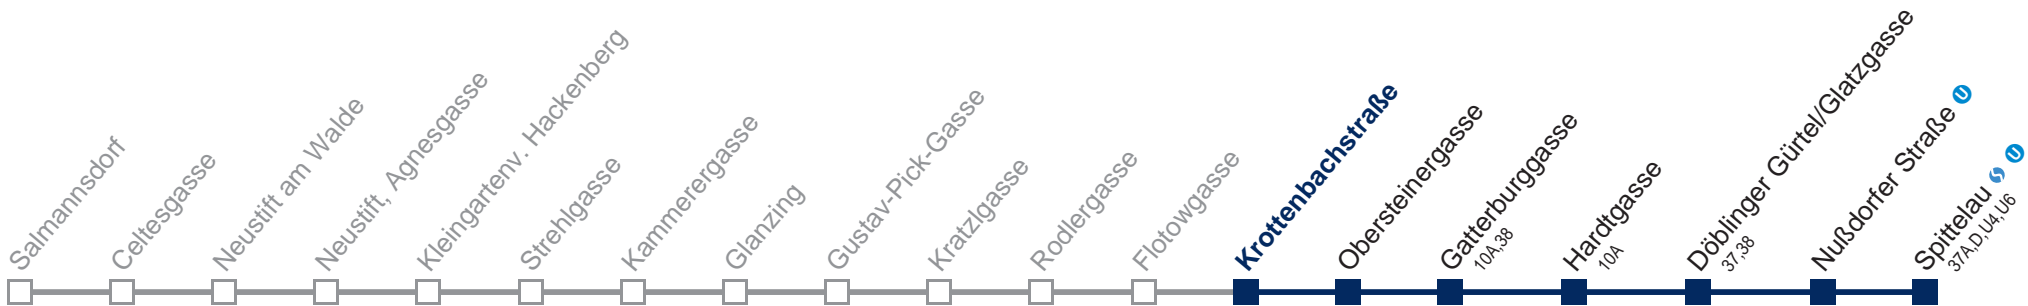 Salmannsdorf
Celtesgasse
Neustift am Walde
Neustift, Agnesgasse
Kleingartenv. Hackenberg
Strehlgasse
Kammerergasse
Glanzing
Gustav-Pick-Gasse
Kratzlgasse
Rodlergasse
Flotowgasse
Krottenbachstraße
Obersteinergasse
Gatterburggasse
10A,38
Hardtgasse
10A
Döblinger Gürtel/Glatzgasse
37,38
Nußdorfer Straße U
Spittelau S U
37A,D,U4,U6